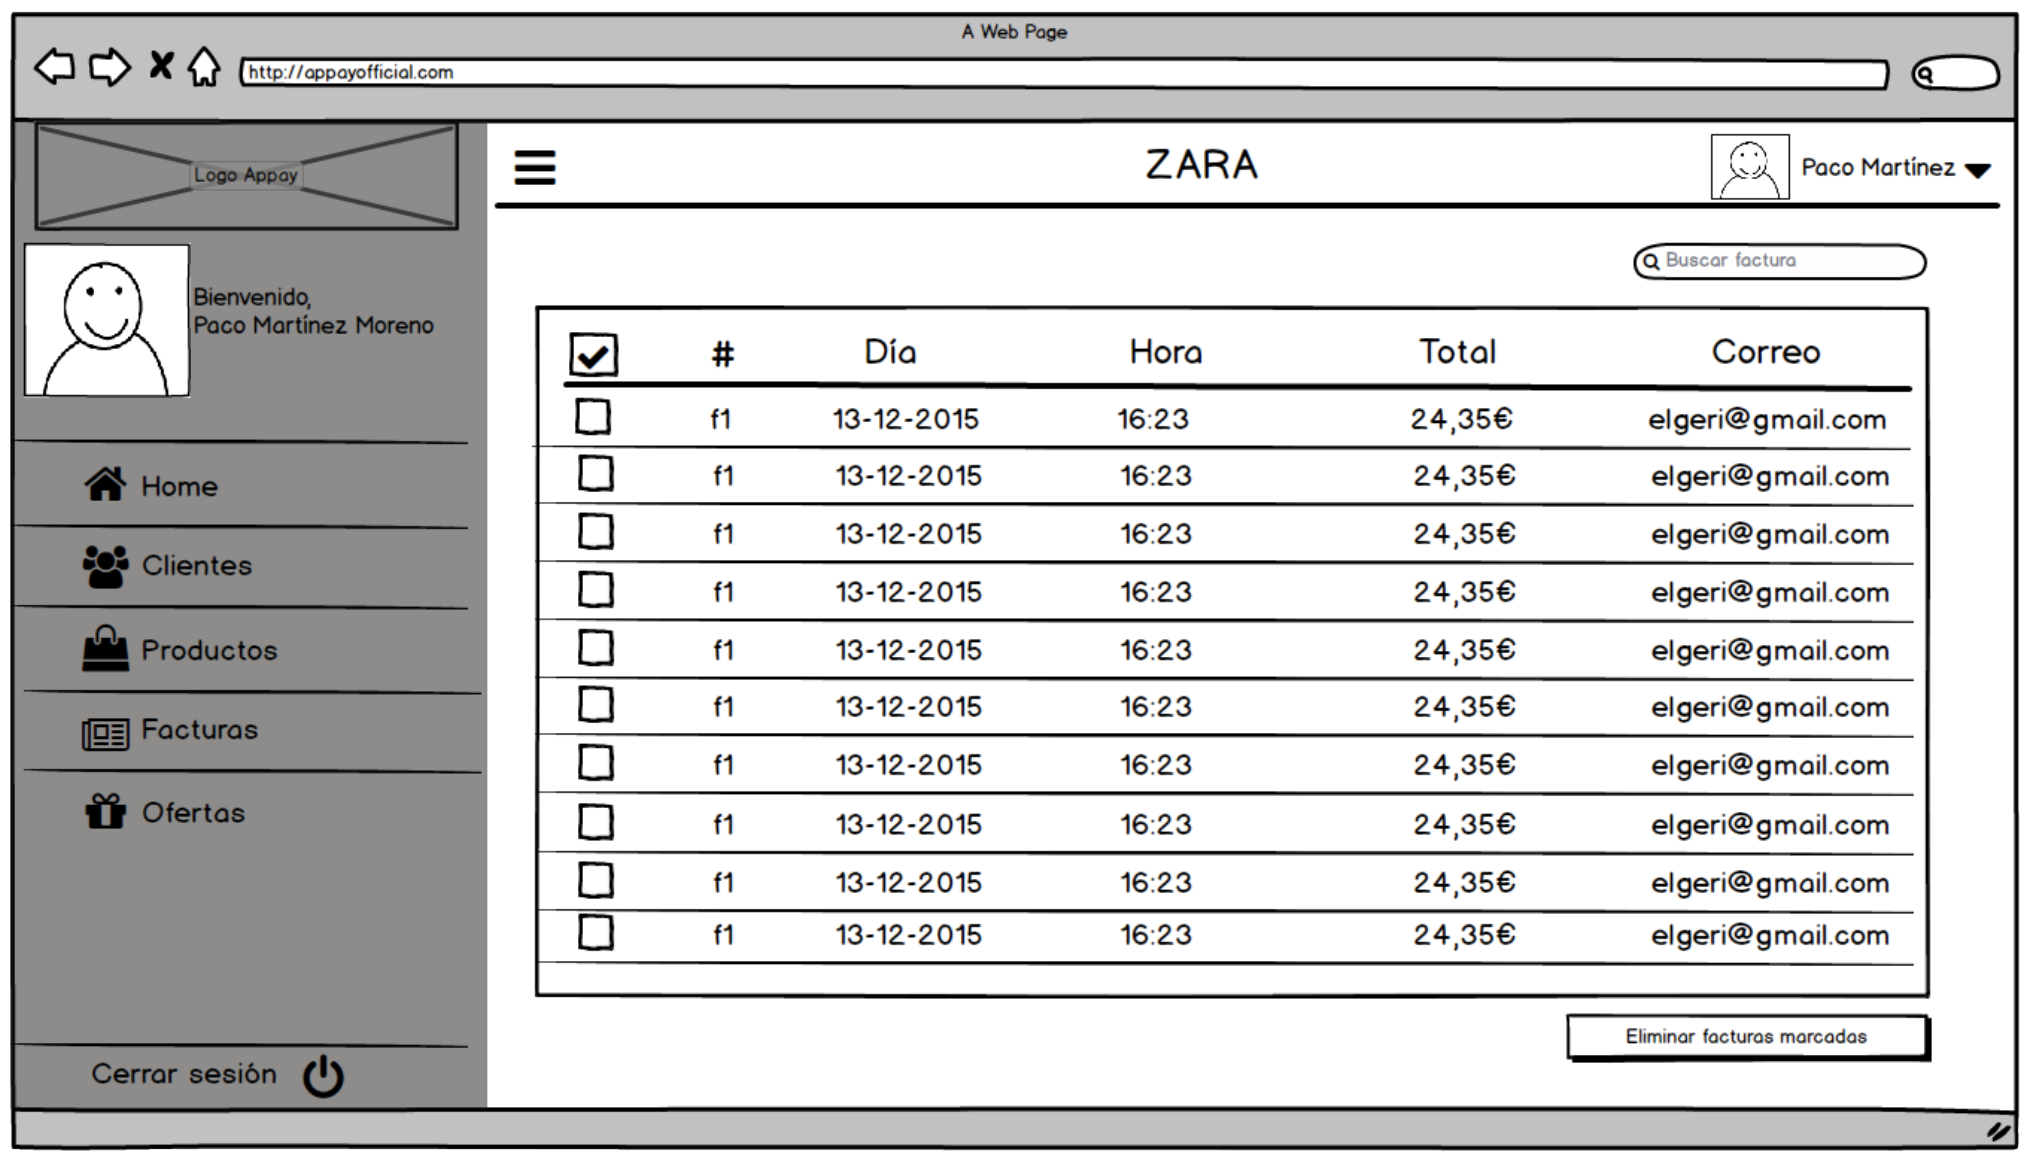 A Web Page
http://appayofficial.com
Logo Appay
ZARA
Paco Martínez
Bienvenido,
Paco Martínez Moreno
Home
Clientes
Productos
Facturas
Ofertas
Cerrar sesión
Buscar factura
# Día Hora Total Correo
f1 13-12-2015 16:23 24,35€ elgeri@gmail.com
f1 13-12-2015 16:23 24,35€ elgeri@gmail.com
f1 13-12-2015 16:23 24,35€ elgeri@gmail.com
f1 13-12-2015 16:23 24,35€ elgeri@gmail.com
f1 13-12-2015 16:23 24,35€ elgeri@gmail.com
f1 13-12-2015 16:23 24,35€ elgeri@gmail.com
f1 13-12-2015 16:23 24,35€ elgeri@gmail.com
f1 13-12-2015 16:23 24,35€ elgeri@gmail.com
f1 13-12-2015 16:23 24,35€ elgeri@gmail.com
f1 13-12-2015 16:23 24,35€ elgeri@gmail.com
Eliminar facturas marcadas